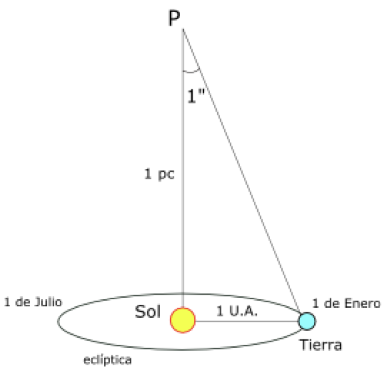 P
1"
1 pc
1 de Julio
Sol
1 U.A.
1 de Enero
Tierra
eclíptica